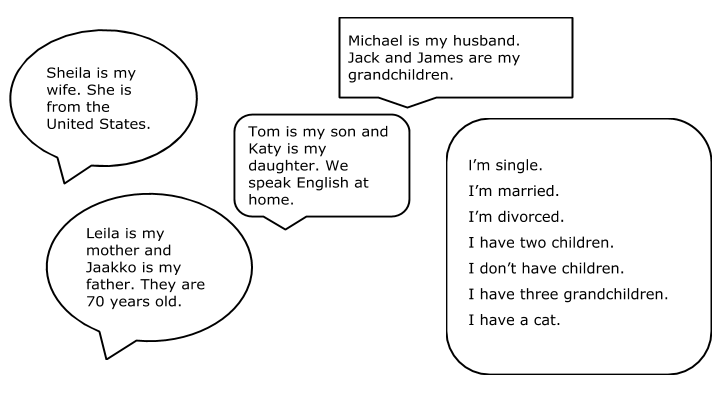 Sheila is my
wife. She is
from the
United States.
Michael is my husband.
Jack and James are my
grandchildren.
Tom is my son and
Katy is my
daughter. We
speak English at
home.
Leila is my
mother and
Jaakko is my
father. They are
70 years old.
I’m single.
I’m married.
I’m divorced.
I have two children.
I don’t have children.
I have three grandchildren.
I have a cat.